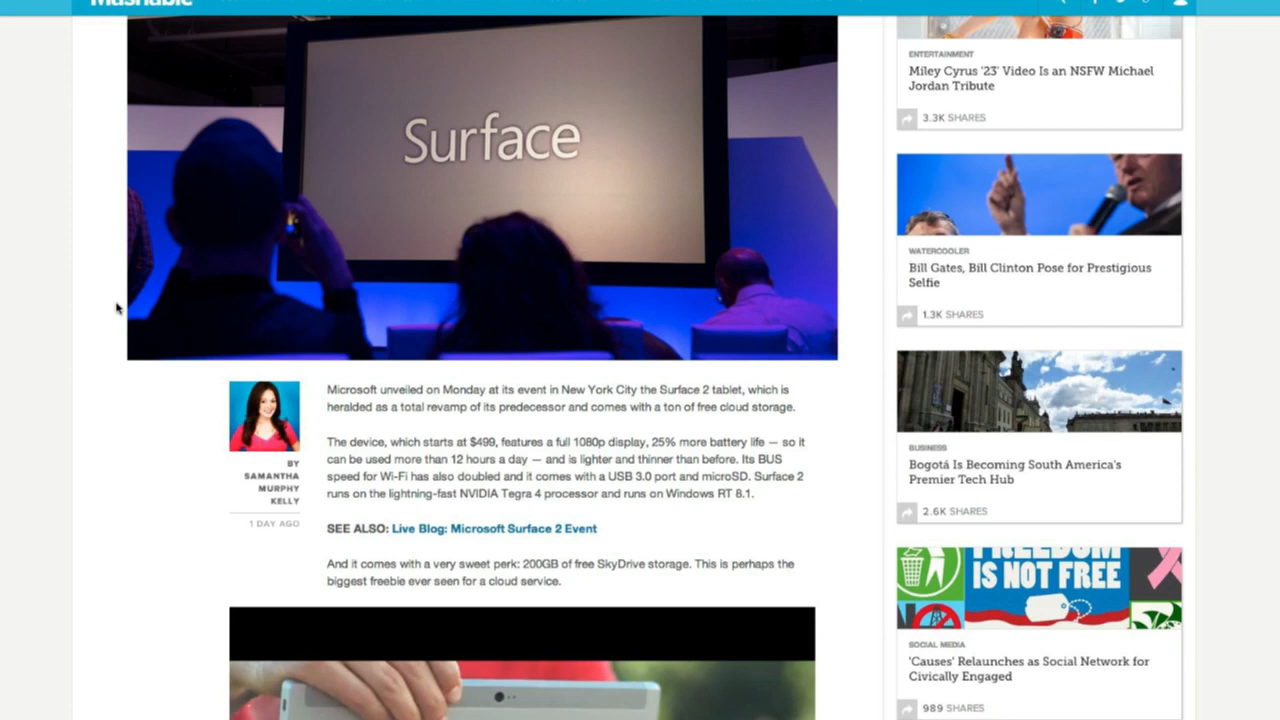 Mashable
Surface
Microsoft unveiled on Monday at its event in New York City the Surface 2 tablet, which is
heralded as a total revamp of its predecessor and comes with a ton of free cloud storage.
The device, which starts at $499, features a full 1080p display, 25% more battery life — so it
can be used more than 12 hours a day — and is lighter and thinner than before. Its BUS
speed for Wi-Fi has also doubled and it comes with a USB 3.0 port and microSD. Surface 2
runs on the lightning-fast NVIDIA Tegra 4 processor and runs on Windows RT 8.1.
BY
SAMANTHA
MURPHY
KELLY
1 DAY AGO
SEE ALSO: Live Blog: Microsoft Surface 2 Event
And it comes with a very sweet perk: 200GB of free SkyDrive storage. This is perhaps the
biggest freebie ever seen for a cloud service.
ENTERTAINMENT
Miley Cyrus '23' Video Is an NSFW Michael
Jordan Tribute
3.3K SHARES
WATERCOOLER
Bill Gates, Bill Clinton Pose for Prestigious
Selfie
1.3K SHARES
BUSINESS
Bogotá Is Becoming South America's
Premier Tech Hub
2.6K SHARES
FREEDOM
IS NOT FREE
SOCIAL MEDIA
'Causes' Relaunches as Social Network for
Civically Engaged
989 SHARES